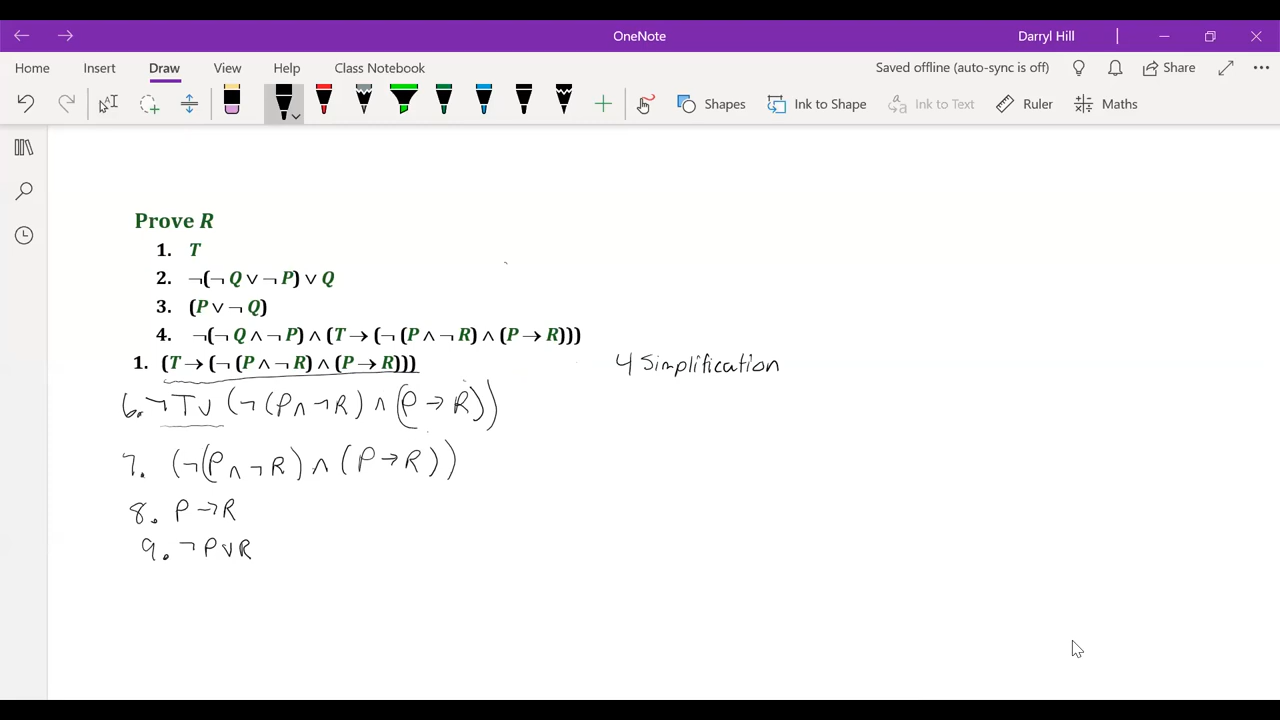 OneNote
Darryl Hill
Home Insert Draw View Help Class Notebook
Saved offline (auto-sync is off)
Share
Shapes
Ink to Shape
Ink to Text
Ruler
Maths
Prove R
1. T
2. ¬(¬ Q ∨ ¬ P) ∨ Q
3. (P ∨ ¬ Q)
4. ¬(¬ Q ∧ ¬ P) ∧ (T → (¬ (P ∧ ¬ R) ∧ (P → R)))
1. (T → (¬ (P ∧ ¬ R) ∧ (P → R))) 4 Simplification
6. ¬T ∨ (¬(P ∧ ¬R) ∧ (P → R))
7. (¬(P ∧ ¬R) ∧ (P → R))
8. P → R
9. ¬P ∨ R